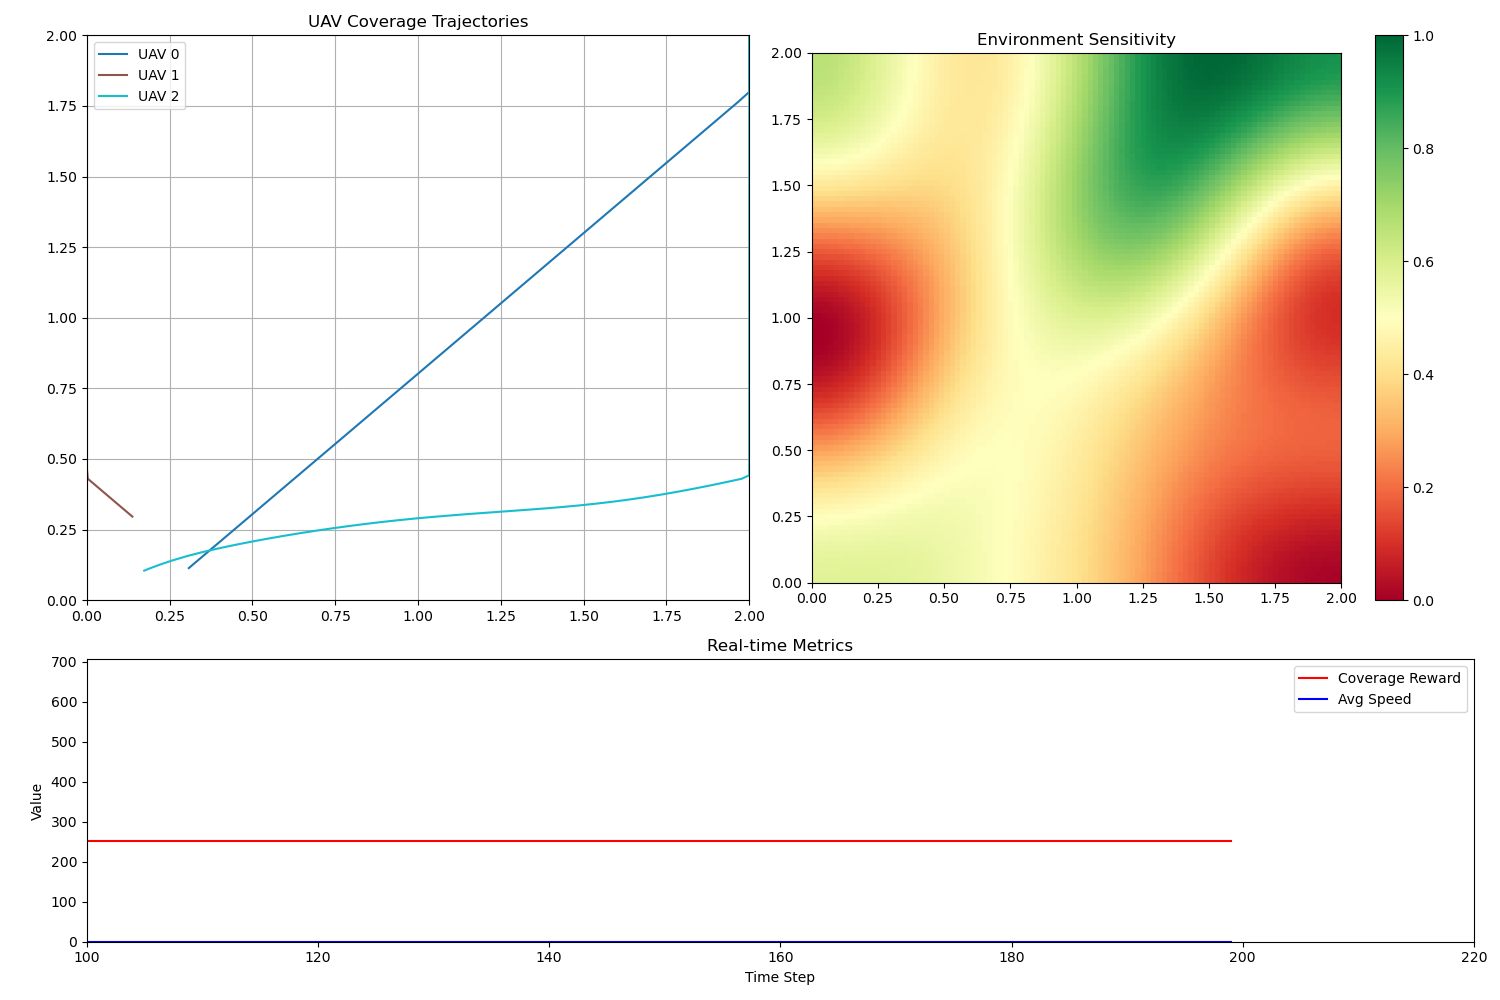 UAV Coverage Trajectories
2.00
1.75
1.50
1.25
1.00
0.75
0.50
0.25
0.00
0.00 0.25 0.50 0.75 1.00 1.25 1.50 1.75 2.00
UAV 0
UAV 1
UAV 2
Environment Sensitivity
2.00
1.75
1.50
1.25
1.00
0.75
0.50
0.25
0.00
0.00 0.25 0.50 0.75 1.00 1.25 1.50 1.75 2.00
1.0
0.8
0.6
0.4
0.2
0.0
Real-time Metrics
Value
700
600
500
400
300
200
100
0
100 120 140 160 180 200 220
Time Step
Coverage Reward
Avg Speed